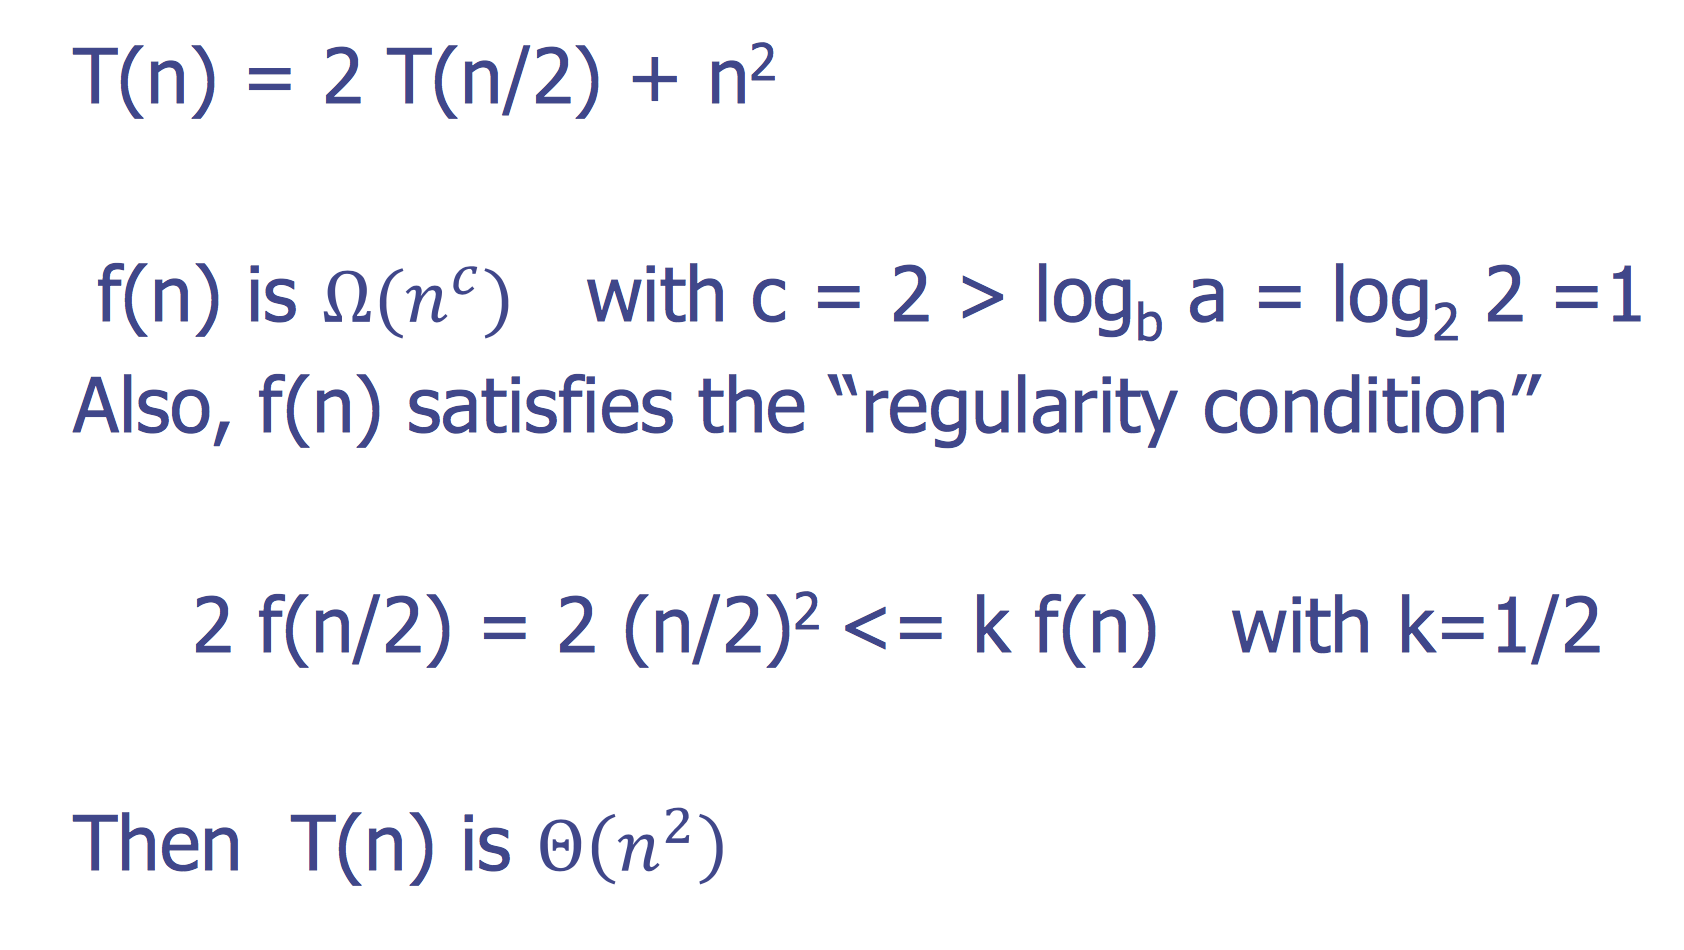 T(n) = 2 T(n/2) + n²
f(n) is Ω(n^c) with c = 2 > log_b a = log₂ 2 =1
Also, f(n) satisfies the “regularity condition”
2 f(n/2) = 2 (n/2)² <= k f(n) with k=1/2
Then T(n) is Θ(n²)